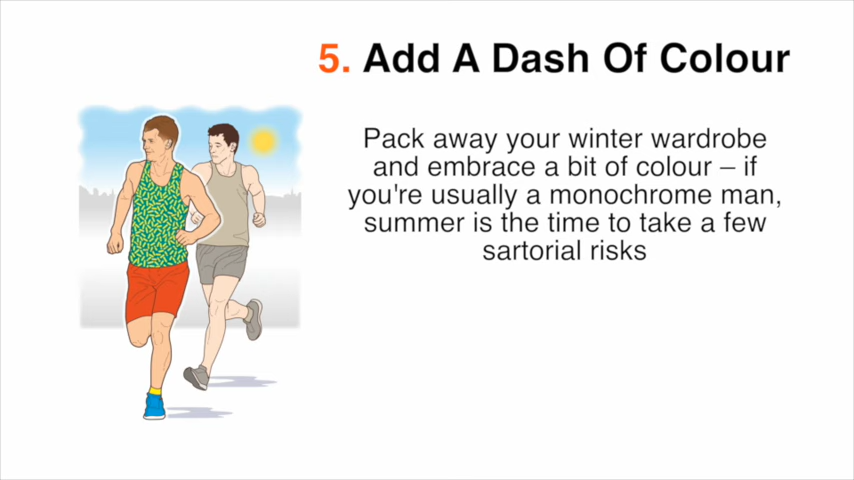 5. Add A Dash Of Colour
Pack away your winter wardrobe
and embrace a bit of colour – if
you're usually a monochrome man,
summer is the time to take a few
sartorial risks